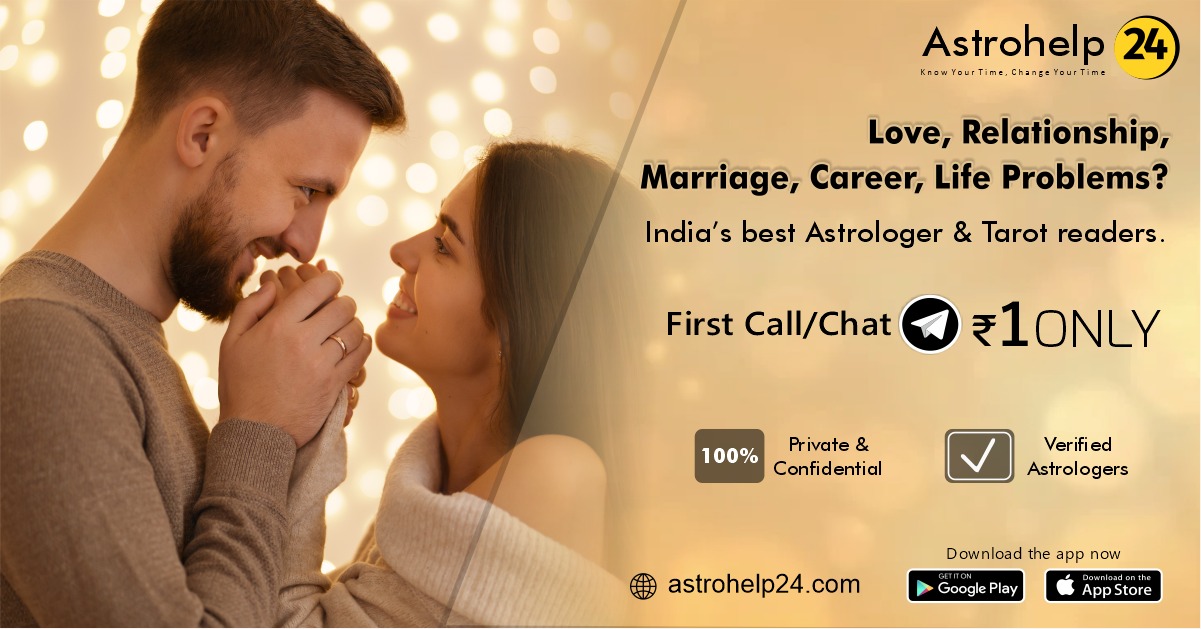 Astrohelp 24
Know Your Time, Change Your Time
Love, Relationship,
Marriage, Career, Life Problems?
India's best Astrologer & Tarot readers.
First Call/Chat ₹1 ONLY
100%
Private &
Confidential
Verified
Astrologers
Download the app now
astrohelp24.com
GET IT ON
Google Play
Download on the
App Store